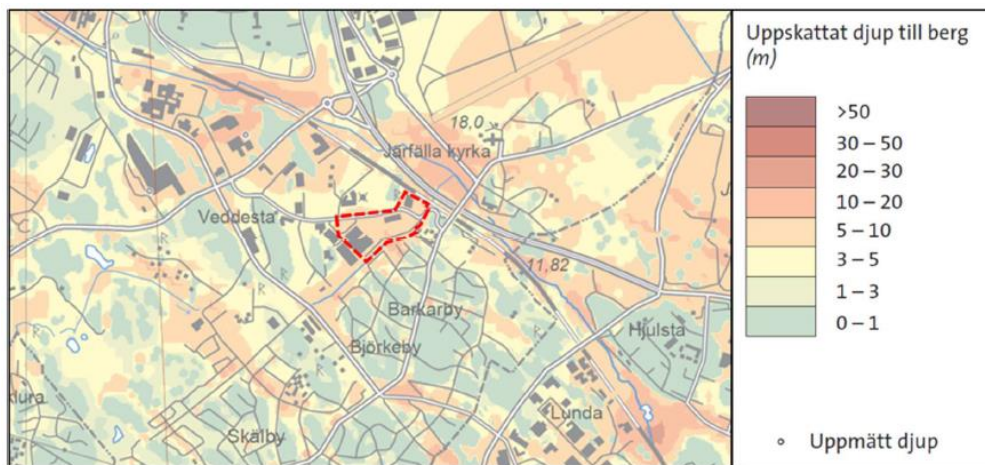 18,0
Järfälla kyrka
Veddesta
11,82
Barkarby
Hjulsta
Björkeby
klura
Lunda
Skälby
Uppskattat djup till berg
(m)
>50
30 – 50
20 – 30
10 – 20
5 – 10
3 – 5
1 – 3
0 – 1
Uppmätt djup